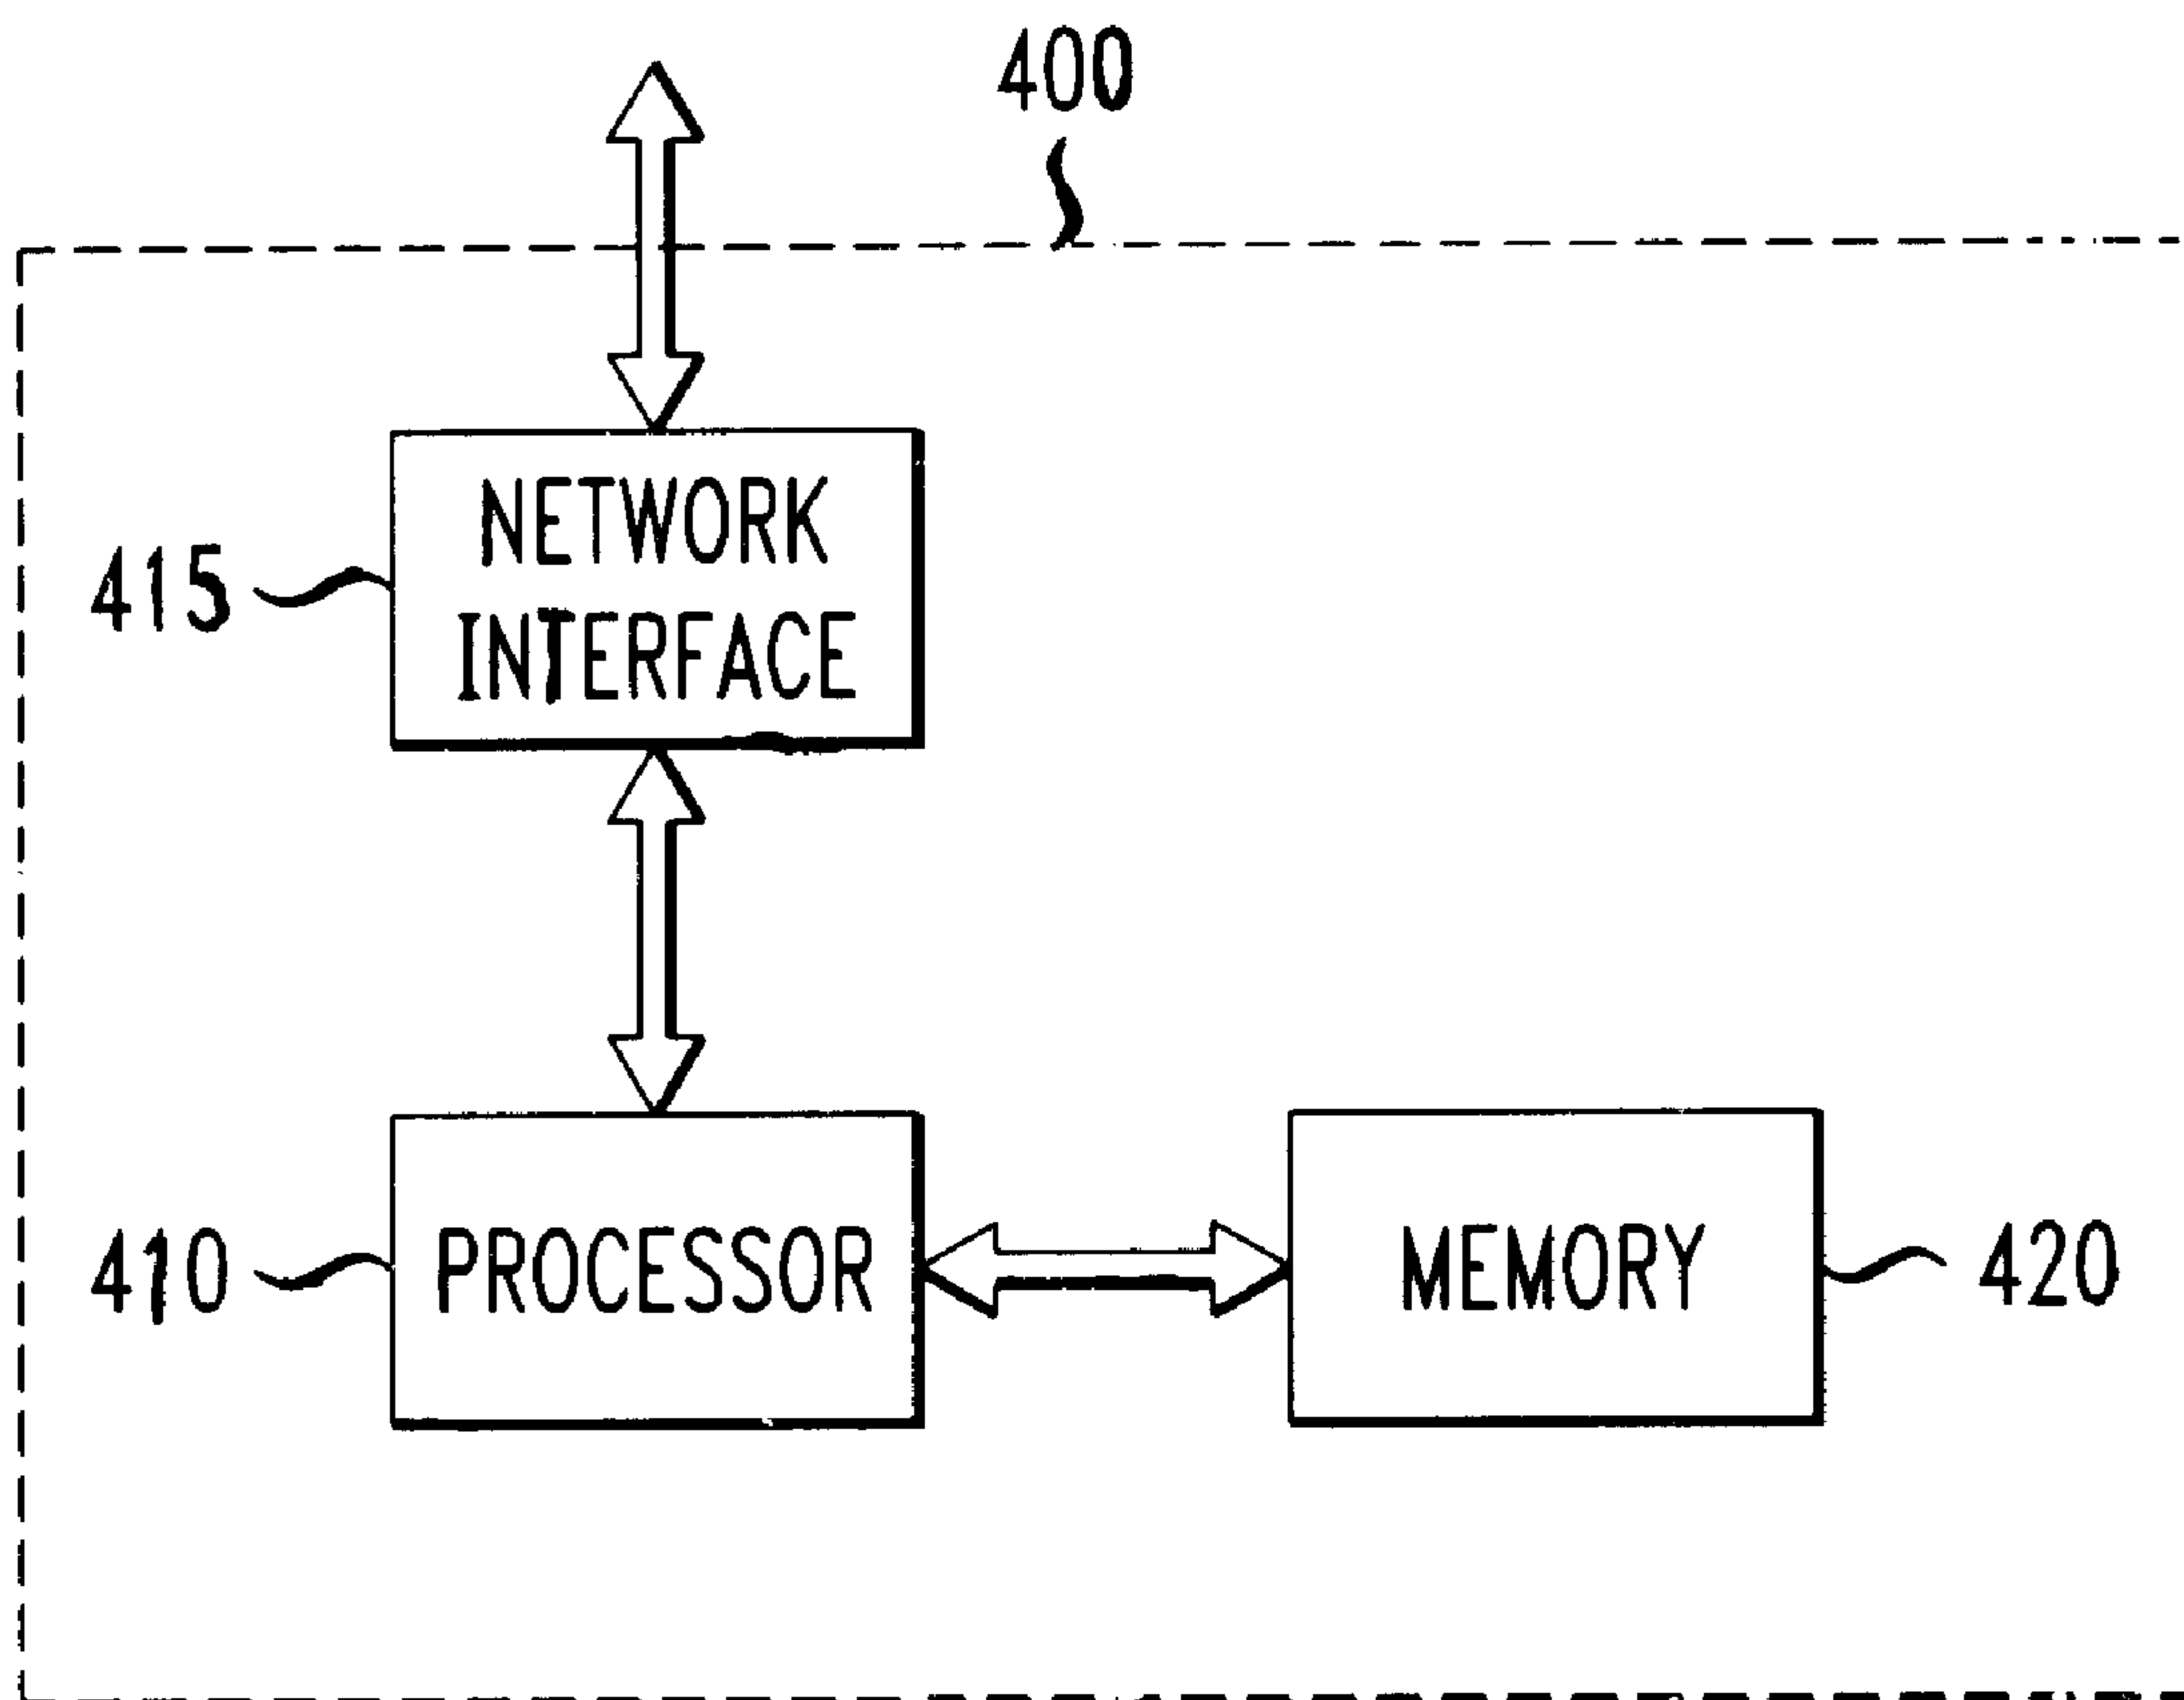 400
NETWORK
INTERFACE
415
410
PROCESSOR
MEMORY
420